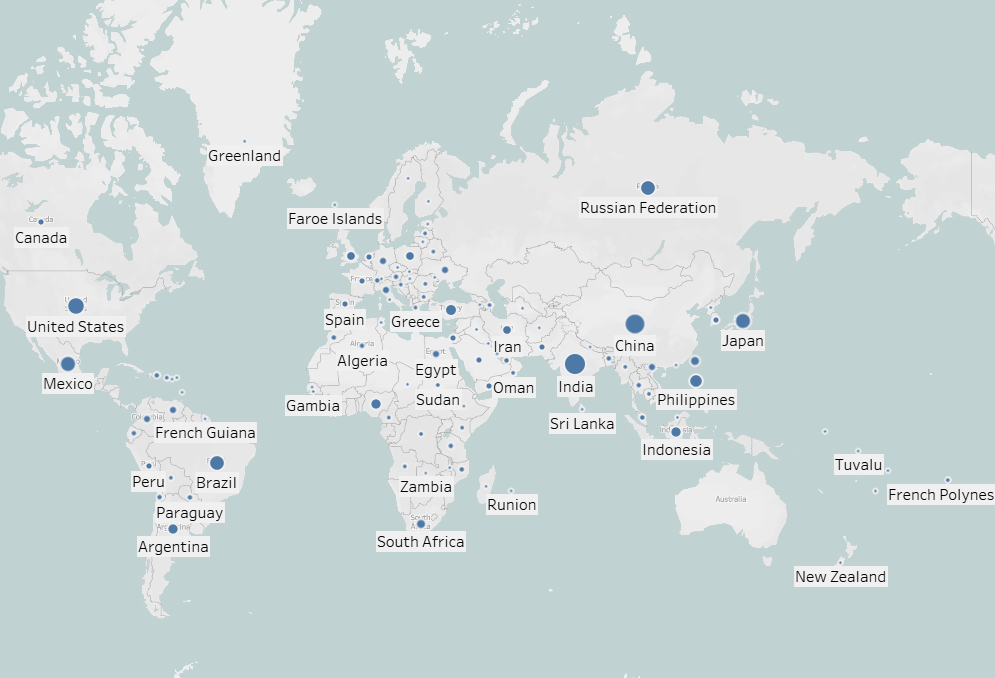 Greenland
Faroe Islands
Russian Federation
Canada
Canada
United States
Spain
Greece
Japan
China
Iran
Algeria
Egypt
Mexico
India
Oman
Sudan
Philippines
Gambia
Sri Lanka
French Guiana
Indonesia
Tuvalu
Peru
Brazil
Zambia
French Polynes
Australia
Runion
Paraguay
South Africa
Argentina
New Zealand